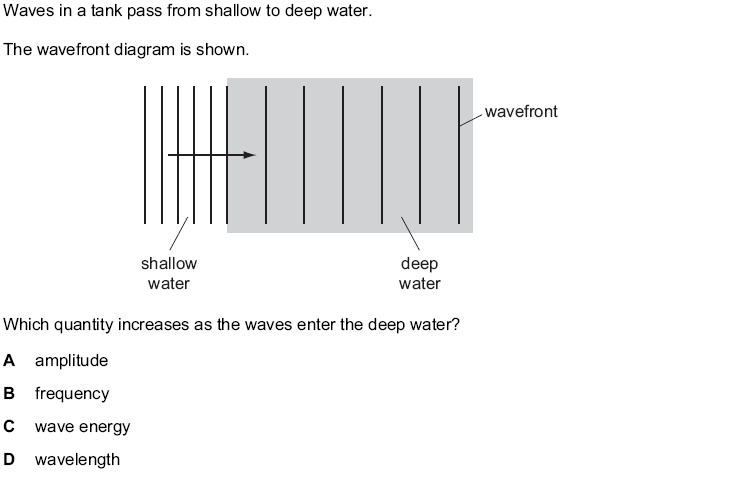 Waves in a tank pass from shallow to deep water.
The wavefront diagram is shown.
wavefront
shallow
water
deep
water
Which quantity increases as the waves enter the deep water?
A amplitude
B frequency
C wave energy
D wavelength